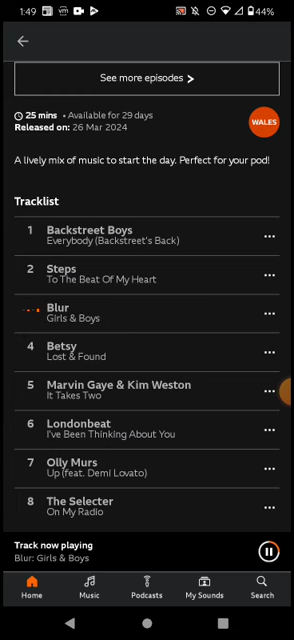 1:49
44%
See more episodes
25 mins • Available for 29 days
Released on: 26 Mar 2024
WALES
A lively mix of music to start the day. Perfect for your pod!
Tracklist
1 Backstreet Boys
Everybody (Backstreet's Back)
2 Steps
To The Beat Of My Heart
Blur
Girls & Boys
4 Betsy
Lost & Found
5 Marvin Gaye & Kim Weston
It Takes Two
6 Londonbeat
I've Been Thinking About You
7 Olly Murs
Up (feat. Demi Lovato)
8 The Selecter
On My Radio
Track now playing
Blur: Girls & Boys
Home Music Podcasts My Sounds Search